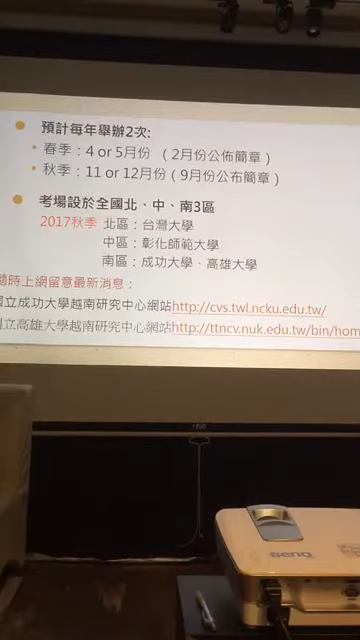 預計每年舉辦2次:
春季：4 or 5月份 （2月份公佈簡章）
秋季：11 or 12月份（9月份公布簡章）
考場設於全國北、中、南3區
2017秋季 北區：台灣大學
中區：彰化師範大學
南區：成功大學、高雄大學
隨時上網留意最新消息：
國立成功大學越南研究中心網站http://cvs.twl.ncku.edu.tw/
國立高雄大學越南研究中心網站http://ttncv.nuk.edu.tw/bin/hom
BenQ